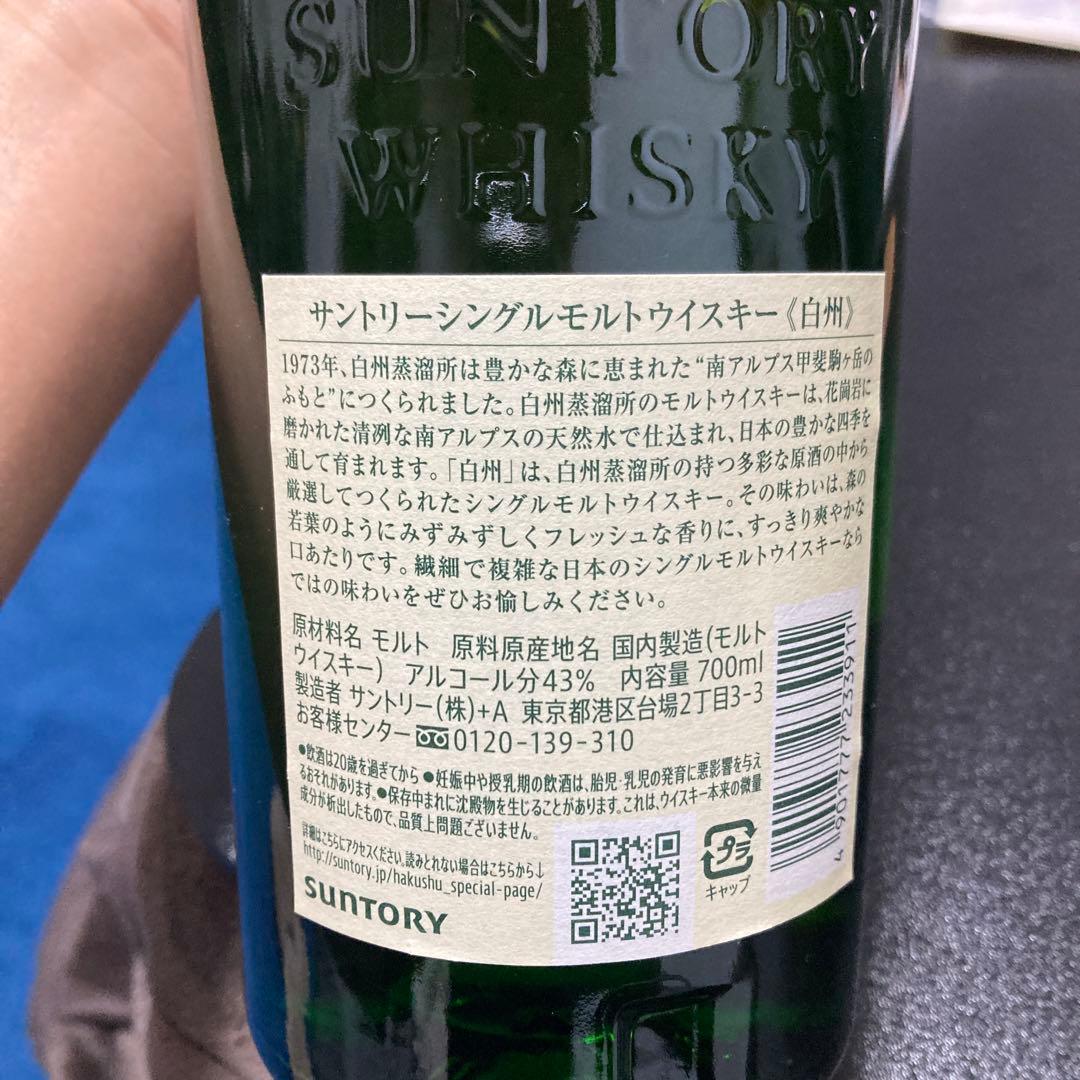 SUNTORY
WHISKY
サントリーシングルモルトウイスキー《白州》
1973年、白州蒸溜所は豊かな森に恵まれた“南アルプス甲斐駒ヶ岳の
ふもと”につくられました。白州蒸溜所のモルトウイスキーは、花崗岩に
磨かれた清冽な南アルプスの天然水で仕込まれ、日本の豊かな四季を
通して育まれます。「白州」は、白州蒸溜所の持つ多彩な原酒の中から
厳選してつくられたシングルモルトウイスキー。その味わいは、森の
若葉のようにみずみずしくフレッシュな香りに、すっきり爽やかな
口あたりです。繊細で複雑な日本のシングルモルトウイスキーなら
ではの味わいをぜひお愉しみください。
原材料名 モルト 原料原産地名 国内製造(モルト
ウイスキー) アルコール分43% 内容量 700ml
製造者 サントリー(株)+A 東京都港区台場2丁目3-3
お客様センター 0120-139-310
●飲酒は20歳を過ぎてから ●妊娠中や授乳期の飲酒は、胎児・乳児の発育に悪影響を与え
るおそれがあります。●保存中まれに沈殿物を生じることがあります。これは、ウイスキー本来の微量
成分が析出したもので、品質上問題ございません。
詳細はこちらにアクセスください。読みとれない場合はこちらから↓
http://suntory.jp/hakushu_special-page/
SUNTORY
プラ
キャップ
4 901777 233911